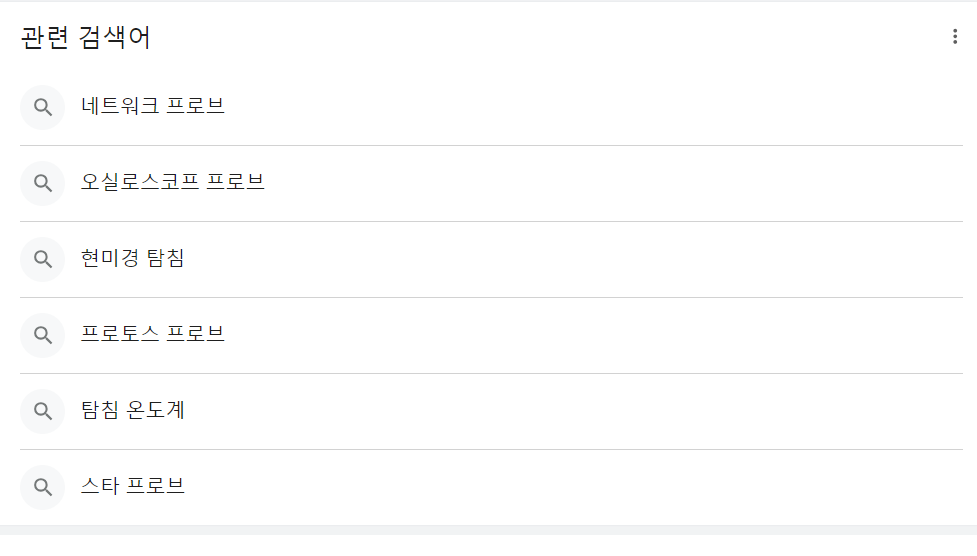 관련 검색어
네트워크 프로브
오실로스코프 프로브
현미경 탐침
프로토스 프로브
탐침 온도계
스타 프로브